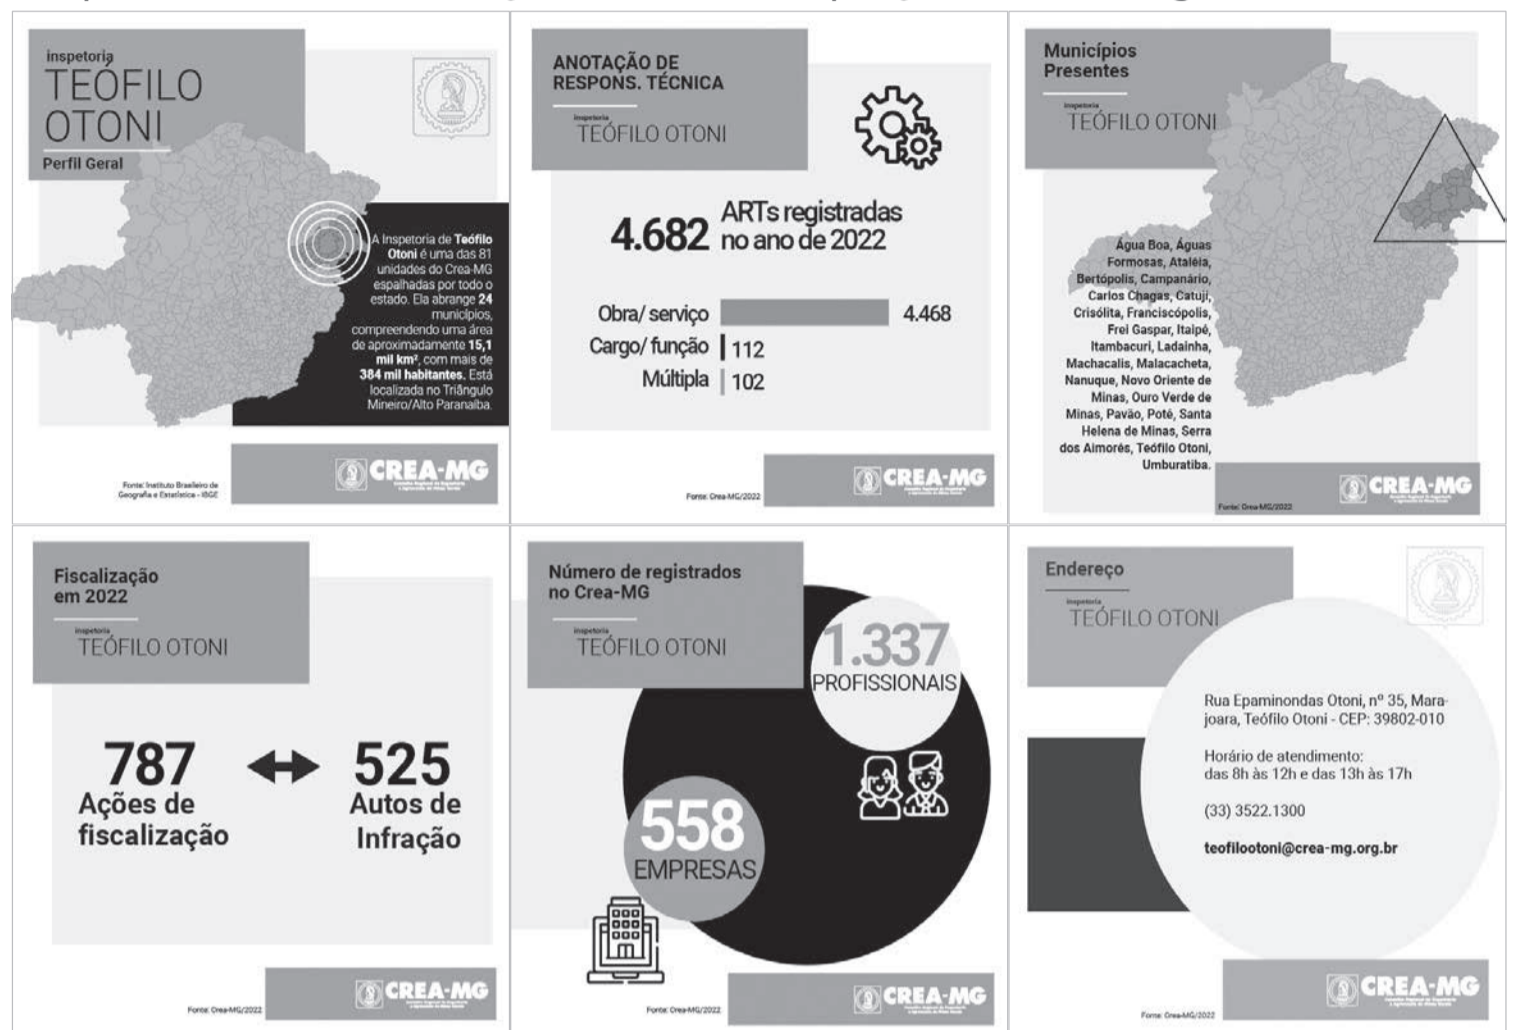 inspetoria
TEÓFILO
OTONI
Perfil Geral
A Inspetoria de Teófilo
Otoni é uma das 81
unidades do Crea-MG
espalhadas por todo o
estado. Ela abrange 24
municípios,
compreendendo uma área
de aproximadamente 15,1
mil km², com mais de
384 mil habitantes. Está
localizada no Triângulo
Mineiro/Alto Paranaíba.
Fonte: Instituto Brasileiro de
Geografia e Estatística - IBGE
CREA-MG
ANOTAÇÃO DE
RESPONS. TÉCNICA
inspetoria
TEÓFILO OTONI
4.682 ARTs registradas
no ano de 2022
Obra/ serviço 4.468
Cargo/ função 112
Múltipla 102
Fonte: Crea-MG/2022
CREA-MG
Municípios
Presentes
inspetoria
TEÓFILO OTONI
Água Boa, Águas
Formosas, Ataléia,
Bertópolis, Campanário,
Carlos Chagas, Catuji,
Crisólita, Franciscópolis,
Frei Gaspar, Itaipé,
Itambacuri, Ladainha,
Machacalis, Malacacheta,
Nanuque, Novo Oriente de
Minas, Ouro Verde de
Minas, Pavão, Poté, Santa
Helena de Minas, Serra
dos Aimorés, Teófilo Otoni,
Umburatiba.
Fonte: Crea-MG/2022
CREA-MG
Fiscalização
em 2022
inspetoria
TEÓFILO OTONI
787
Ações de
fiscalização
525
Autos de
Infração
Fonte: Crea-MG/2022
CREA-MG
Número de registrados
no Crea-MG
inspetoria
TEÓFILO OTONI
1.337
PROFISSIONAIS
558
EMPRESAS
Fonte: Crea-MG/2022
CREA-MG
Endereço
inspetoria
TEÓFILO OTONI
Rua Epaminondas Otoni, nº 35, Mara-
joara, Teófilo Otoni - CEP: 39802-010
Horário de atendimento:
das 8h às 12h e das 13h às 17h
(33) 3522.1300
teofilootoni@crea-mg.org.br
Fonte: Crea-MG/2022
CREA-MG